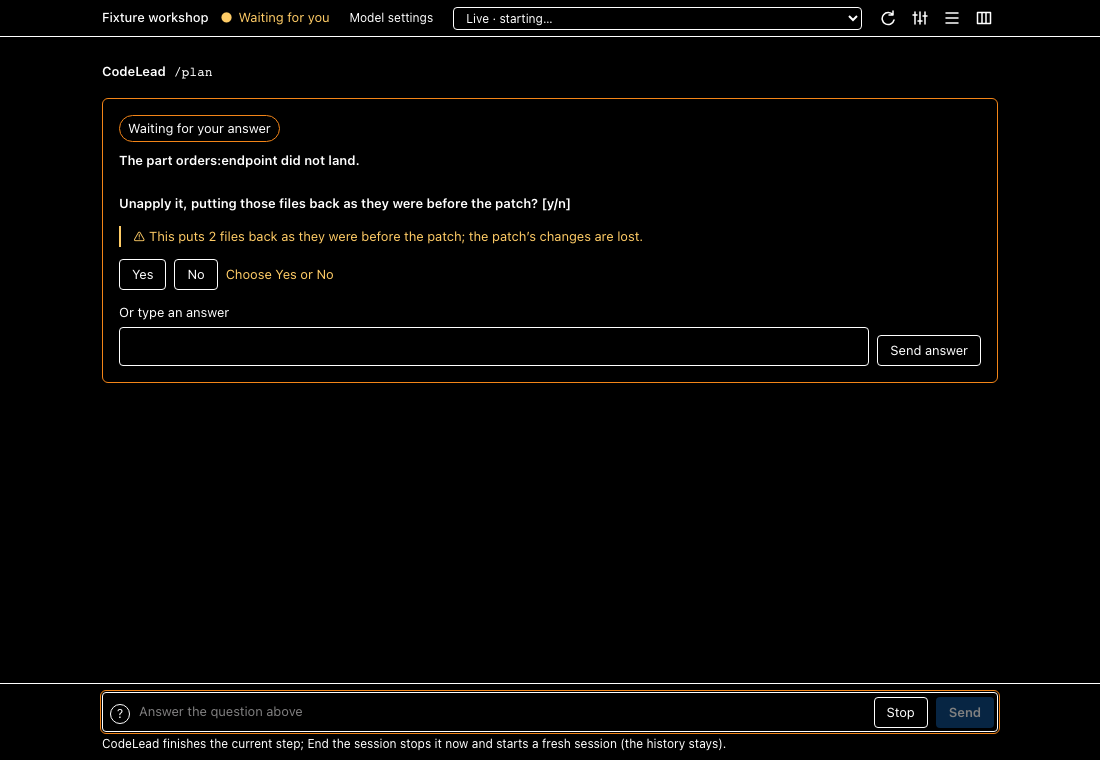 Fixture workshop Waiting for you Model settings Live · starting...
CodeLead /plan
Waiting for your answer
The part orders:endpoint did not land.
Unapply it, putting those files back as they were before the patch? [y/n]
⚠ This puts 2 files back as they were before the patch; the patch's changes are lost.
Yes No Choose Yes or No
Or type an answer
Send answer
? Answer the question above Stop Send
CodeLead finishes the current step; End the session stops it now and starts a fresh session (the history stays).